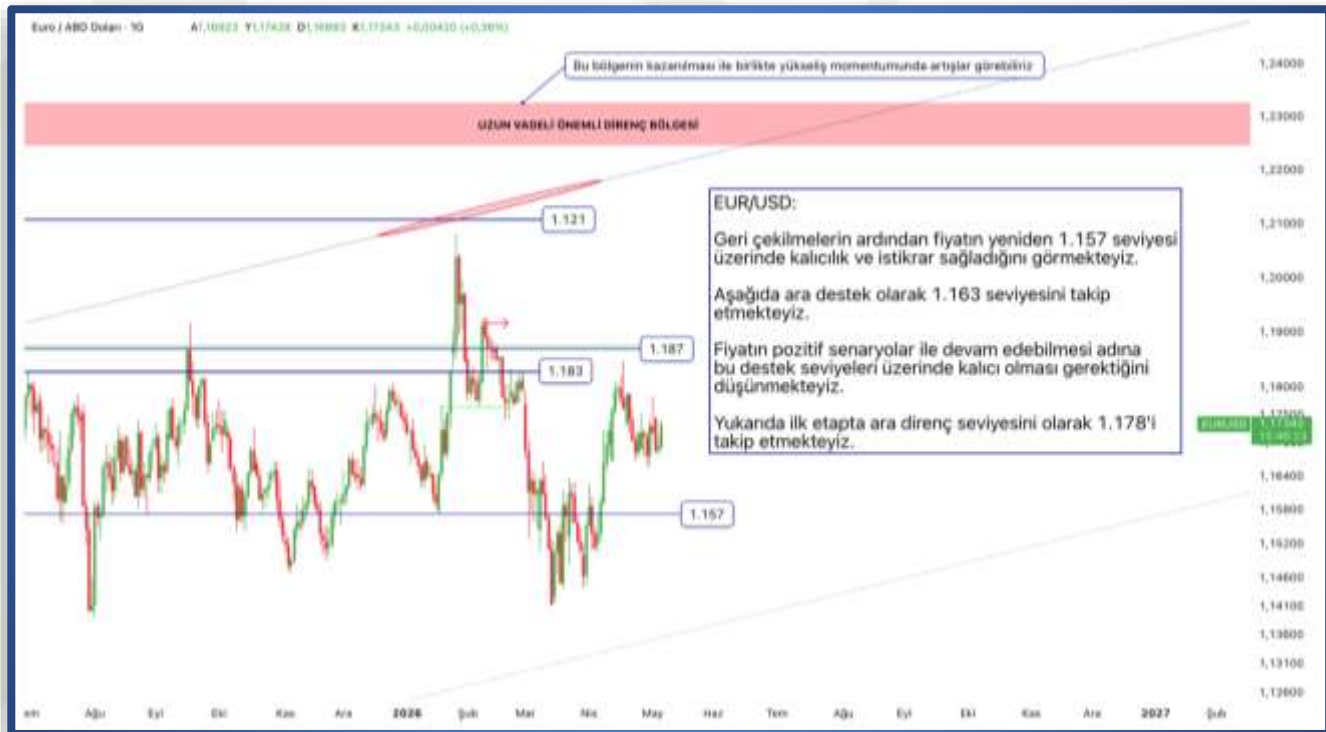 Euro / ABD Doları · 1G
Bu bölgenin kazanılması ile birlikte yükseliş momentumunda artışlar görebiliriz
UZUN VADELİ ÖNEMLİ DİRENÇ BÖLGESİ
1.121
1.187
1.183
1.157
EUR/USD:
Geri çekilmelerin ardından fiyatın yeniden 1.157 seviyesi
üzerinde kalıcılık ve istikrar sağladığını görmekteyiz.
Aşağıda ara destek olarak 1.163 seviyesini takip
etmekteyiz.
Fiyatın pozitif senaryolar ile devam edebilmesi adına
bu destek seviyeleri üzerinde kalıcı olması gerektiğini
düşünmekteyiz.
Yukarıda ilk etapta ara direnç seviyesini olarak 1.178'i
takip etmekteyiz.
1,24000
1,23000
1,22000
1,21000
1,20000
1,19000
1,18000
EURUSD
1,16400
1,15800
1,15200
1,14600
1,14100
1,13600
1,13100
1,12600
Ağu Eyl Eki Kas Ara 2026 Şub Mar Nis May Haz Tem Ağu Eyl Eki Kas Ara 2027 Şub